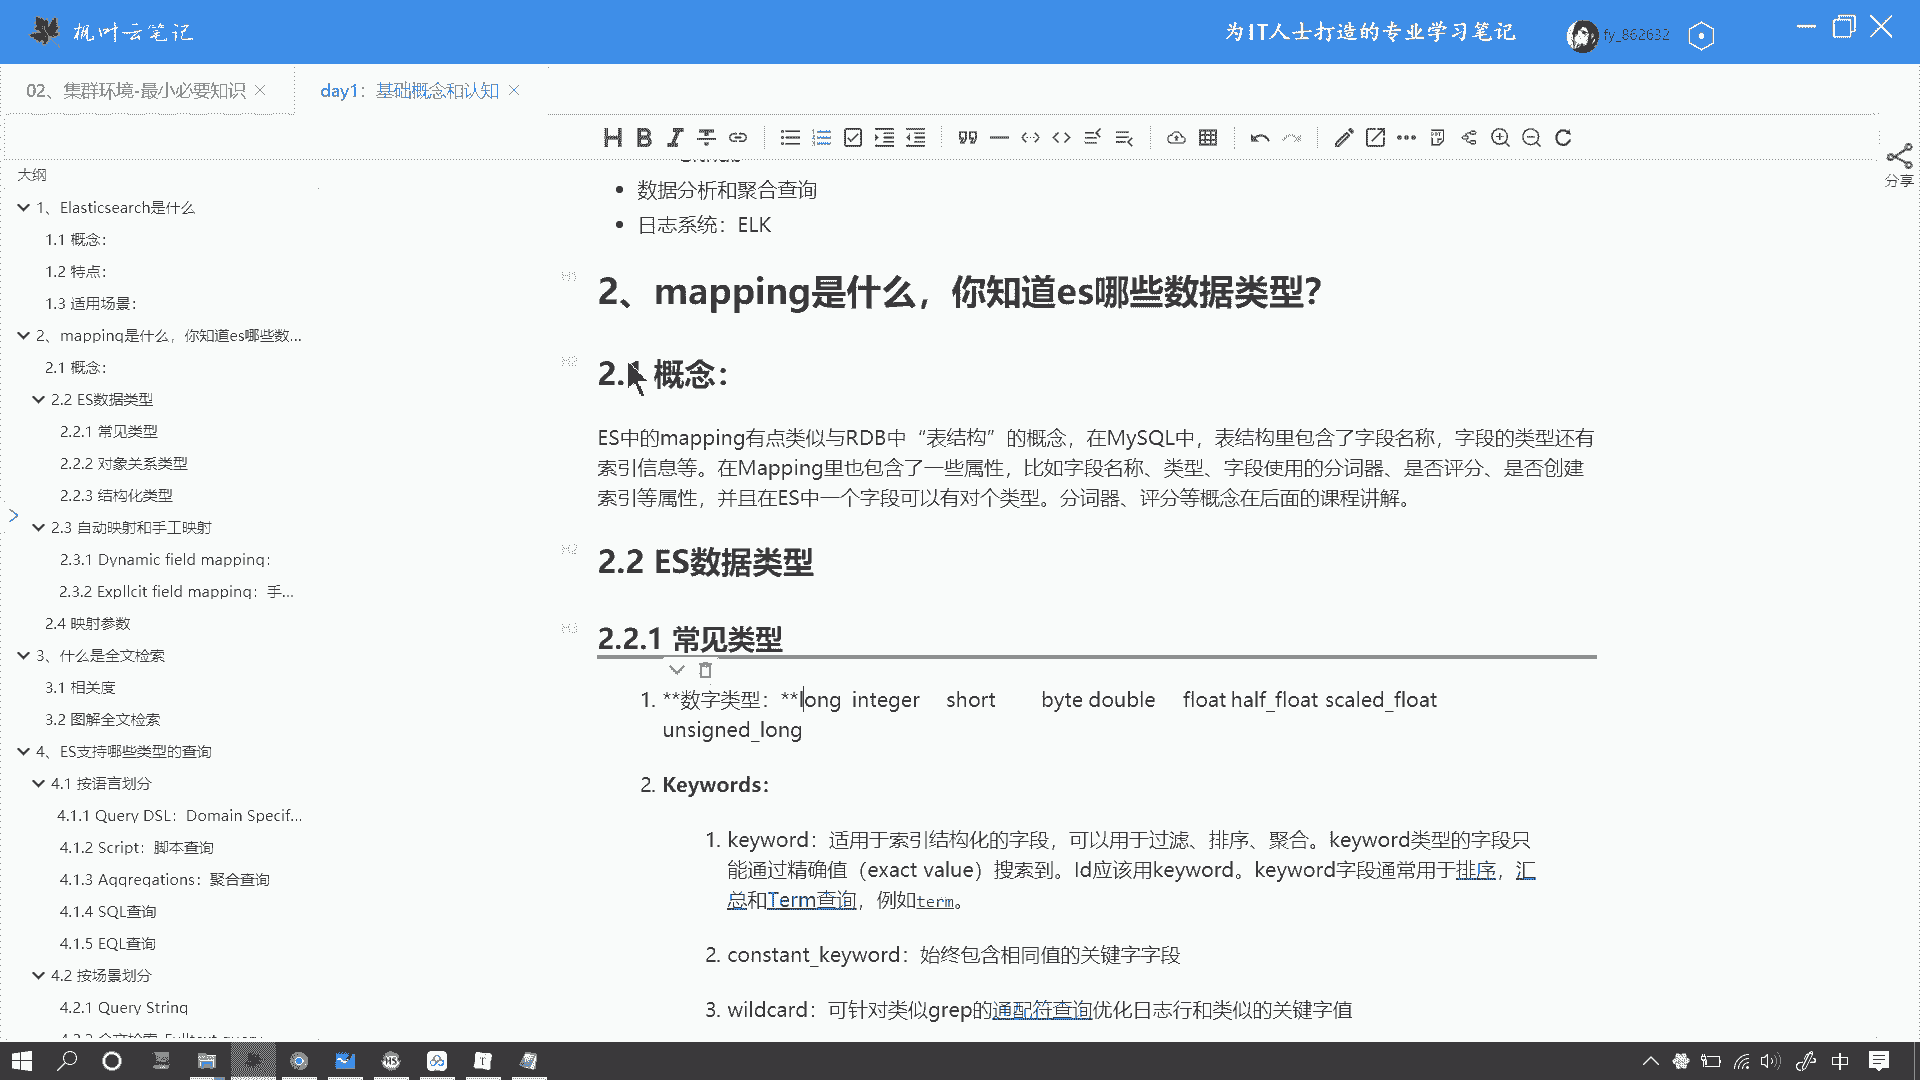 枫叶云笔记
为IT人士打造的专业学习笔记
fy_862632
02、集群环境-最小必要知识
day1：基础概念和认知
分享
大纲
1、Elasticsearch是什么
1.1 概念：
1.2 特点：
1.3 适用场景：
2、mapping是什么，你知道es哪些数...
2.1 概念：
2.2 ES数据类型
2.2.1 常见类型
2.2.2 对象关系类型
2.2.3 结构化类型
2.3 自动映射和手工映射
2.3.1 Dynamic field mapping：
2.3.2 Expllcit field mapping：手...
2.4 映射参数
3、什么是全文检索
3.1 相关度
3.2 图解全文检索
4、ES支持哪些类型的查询
4.1 按语言划分
4.1.1 Query DSL：Domain Specif...
4.1.2 Script：脚本查询
4.1.3 Aggregations：聚合查询
4.1.4 SQL查询
4.1.5 EQL查询
4.2 按场景划分
4.2.1 Query String
数据分析和聚合查询
日志系统：ELK
H1
2、mapping是什么，你知道es哪些数据类型？
H2
2.1 概念：
ES中的mapping有点类似与RDB中“表结构”的概念，在MySQL中，表结构里包含了字段名称，字段的类型还有
索引信息等。在Mapping里也包含了一些属性，比如字段名称、类型、字段使用的分词器、是否评分、是否创建
索引等属性，并且在ES中一个字段可以有对个类型。分词器、评分等概念在后面的课程讲解。
H2
2.2 ES数据类型
H3
2.2.1 常见类型
1. **数字类型：**long integer short byte double float half_float scaled_float
unsigned_long
2. Keywords：
1. keyword：适用于索引结构化的字段，可以用于过滤、排序、聚合。keyword类型的字段只
能通过精确值（exact value）搜索到。Id应该用keyword。keyword字段通常用于排序，汇
总和Term查询，例如term。
2. constant_keyword：始终包含相同值的关键字字段
3. wildcard：可针对类似grep的通配符查询优化日志行和类似的关键字值
中